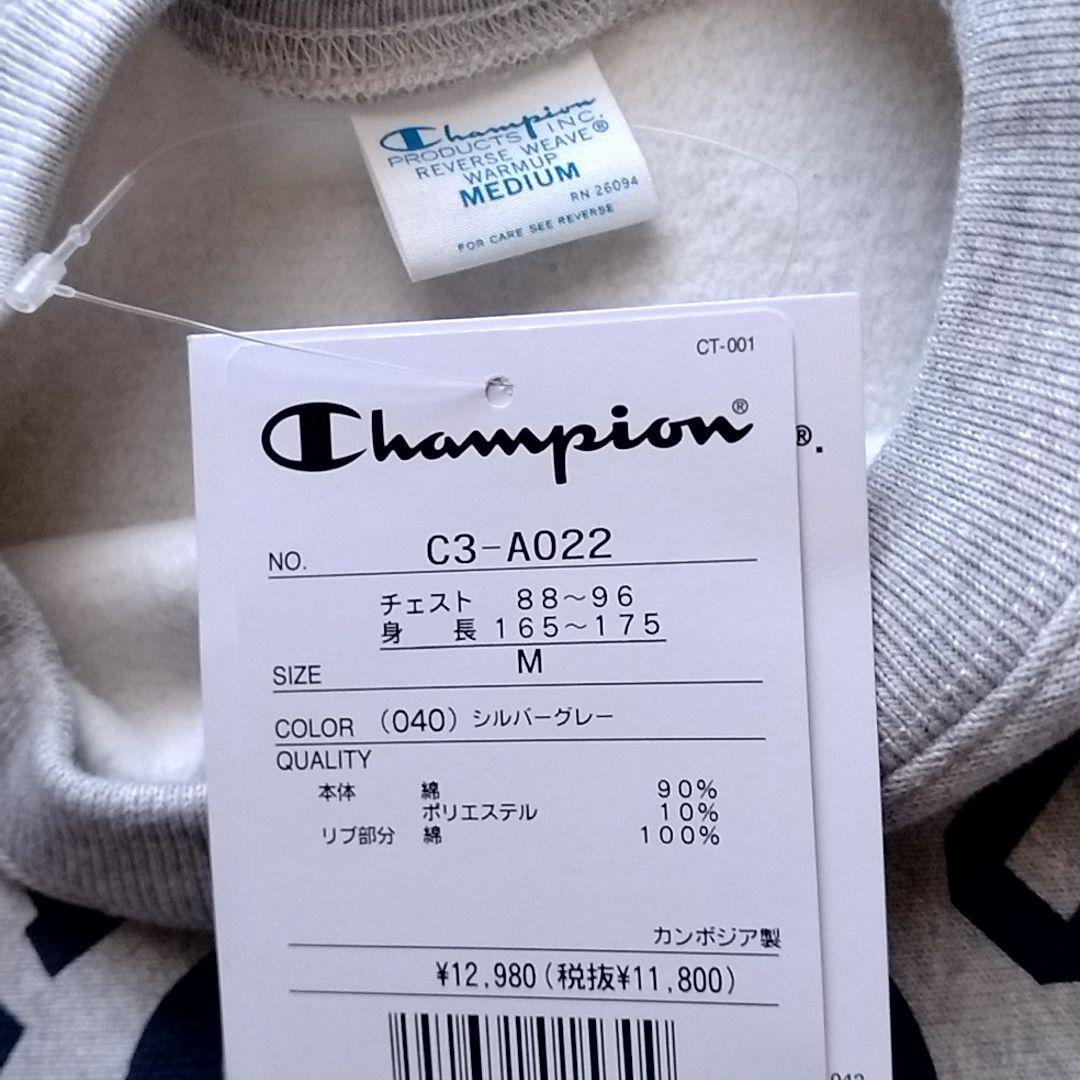 Champion
PRODUCTS INC.
REVERSE WEAVE®
WARMUP
MEDIUM
RN 26094
FOR CARE SEE REVERSE
CT-001
Champion®
®.
NO. C3-A022
チェスト 88～96
身長 165～175
SIZE M
COLOR (040) シルバーグレー
QUALITY
本体 綿 90%
ポリエステル 10%
リブ部分 綿 100%
カンボジア製
¥12,980(税抜¥11,800)